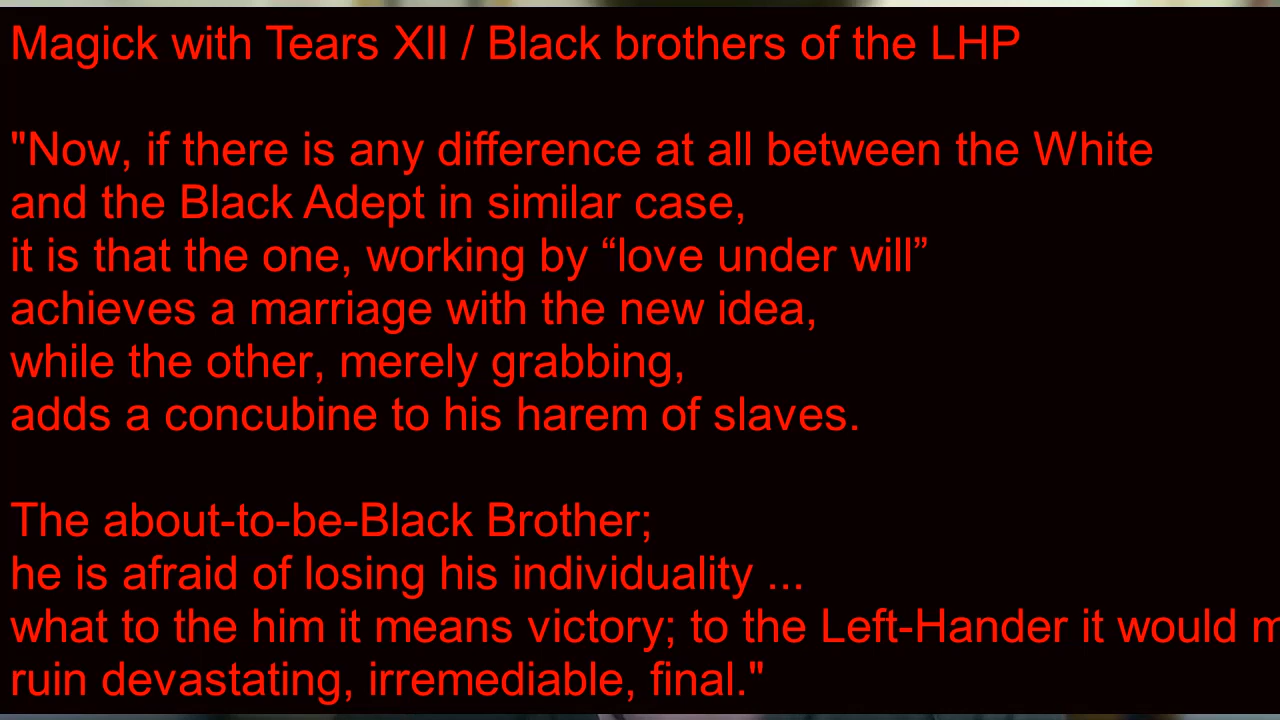 Magick with Tears XII / Black brothers of the LHP
"Now, if there is any difference at all between the White
and the Black Adept in similar case,
it is that the one, working by “love under will”
achieves a marriage with the new idea,
while the other, merely grabbing,
adds a concubine to his harem of slaves.
The about-to-be-Black Brother;
he is afraid of losing his individuality ...
what to the him it means victory; to the Left-Hander it would
ruin devastating, irremediable, final."